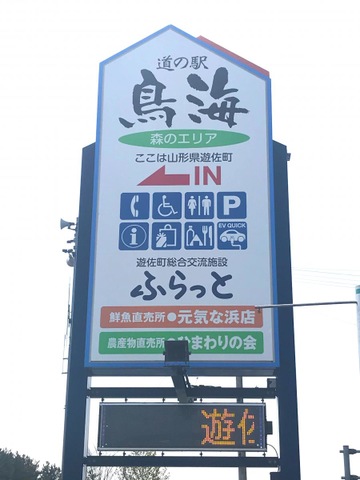 道の駅
鳥海
森のエリア
ここは山形県遊佐町
IN
P
EV QUICK
遊佐町総合交流施設
ふらっと
鮮魚直売所●元気な浜店
農産物直売所●ひまわりの会
遊佐